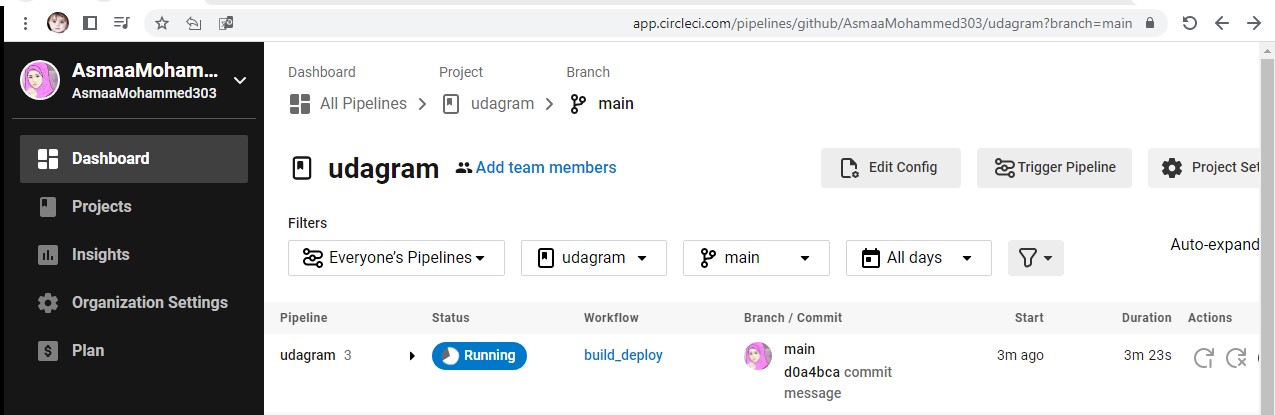 app.circleci.com/pipelines/github/AsmaaMohammed303/udagram?branch=main
AsmaaMoham...
AsmaaMohammed303
Dashboard
Projects
Insights
Organization Settings
Plan
Dashboard Project Branch
All Pipelines udagram main
udagram Add team members Edit Config Trigger Pipeline Project Set
Filters
Everyone's Pipelines udagram main All days Auto-expand
Pipeline Status Workflow Branch / Commit Start Duration Actions
udagram 3 Running build_deploy main 3m ago 3m 23s
d0a4bca commit
message